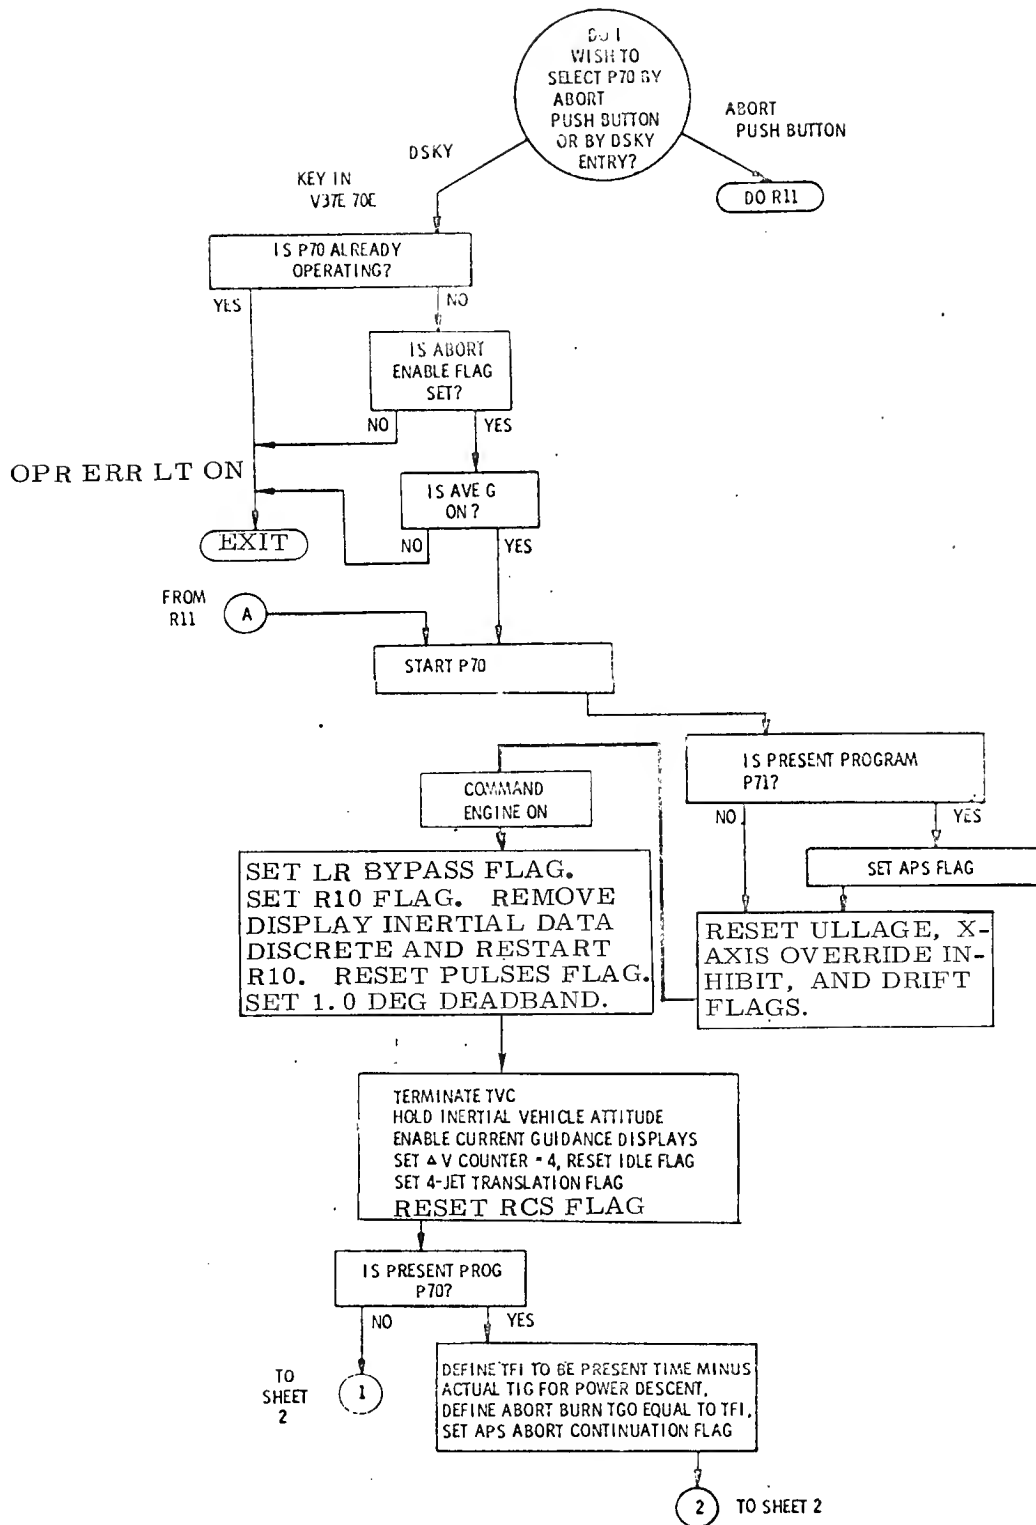 DO I
WISH TO
SELECT P70 BY
ABORT
PUSH BUTTON
OR BY DSKY
ENTRY?
ABORT
PUSH BUTTON
DO R11
DSKY
KEY IN
V37E 70E
IS P70 ALREADY
OPERATING?
YES
NO
IS ABORT
ENABLE FLAG
SET?
NO
YES
OPR ERR LT ON
IS AVE G
ON?
EXIT
NO
YES
FROM
R11
A
START P70
IS PRESENT PROGRAM
P71?
NO
YES
SET APS FLAG
RESET ULLAGE, X-
AXIS OVERRIDE IN-
HIBIT, AND DRIFT
FLAGS.
COMMAND
ENGINE ON
SET LR BYPASS FLAG.
SET R10 FLAG. REMOVE
DISPLAY INERTIAL DATA
DISCRETE AND RESTART
R10. RESET PULSES FLAG.
SET 1.0 DEG DEADBAND.
TERMINATE TVC
HOLD INERTIAL VEHICLE ATTITUDE
ENABLE CURRENT GUIDANCE DISPLAYS
SET ΔV COUNTER = 4, RESET IDLE FLAG
SET 4-JET TRANSLATION FLAG
RESET RCS FLAG
IS PRESENT PROG
P70?
NO
YES
TO
SHEET
2
1
DEFINE TFI TO BE PRESENT TIME MINUS
ACTUAL TIG FOR POWER DESCENT,
DEFINE ABORT BURN TGO EQUAL TO TFI,
SET APS ABORT CONTINUATION FLAG
2
TO SHEET 2